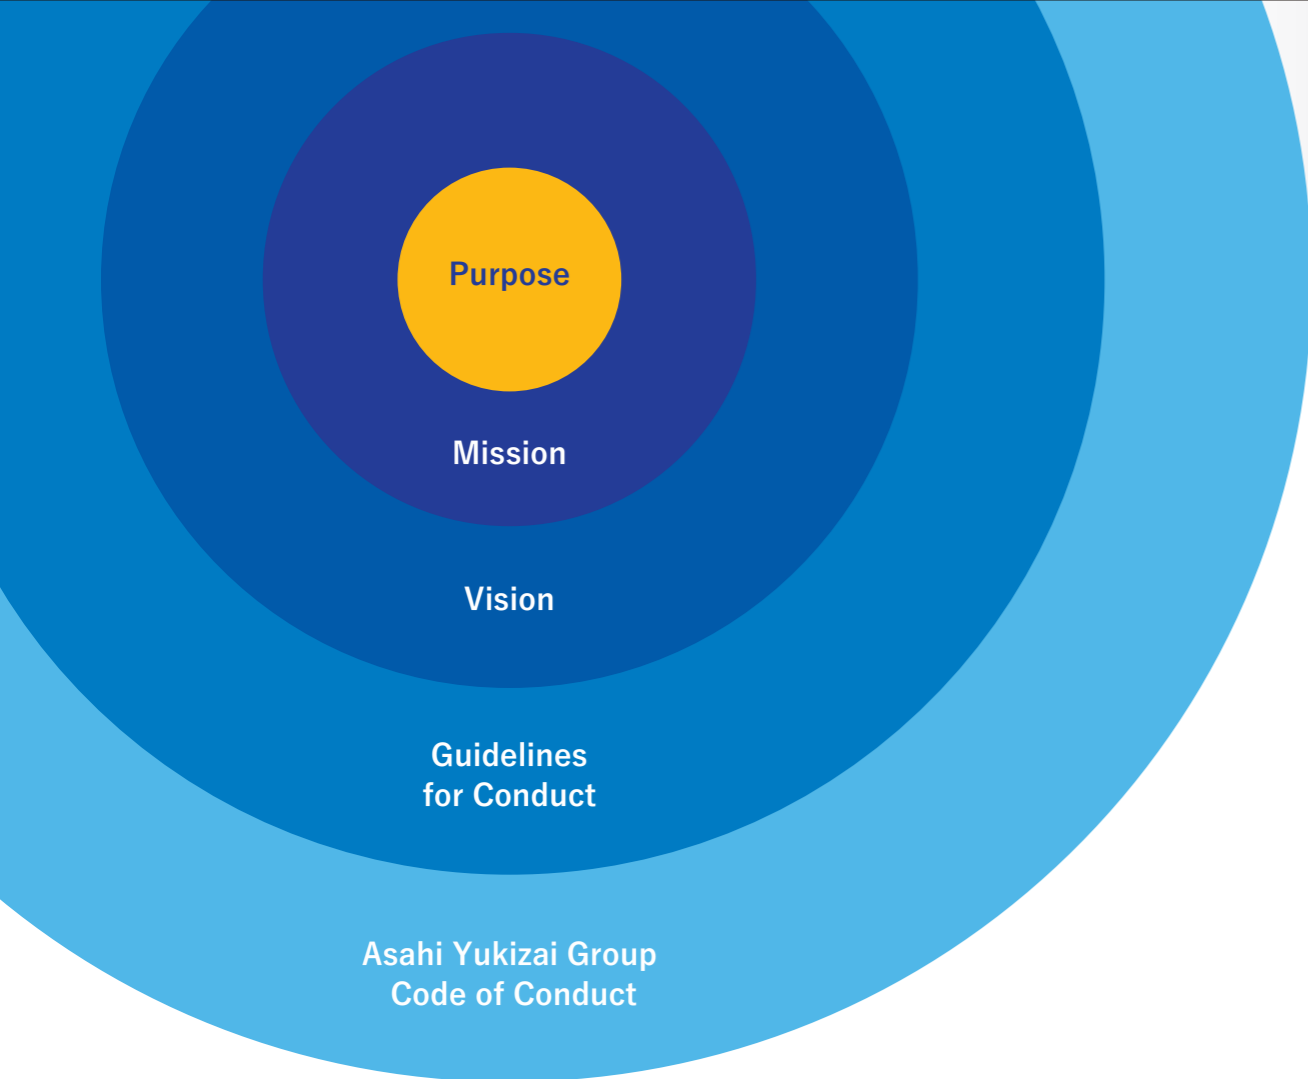 Purpose
Mission
Vision
Guidelines
for Conduct
Asahi Yukizai Group
Code of Conduct